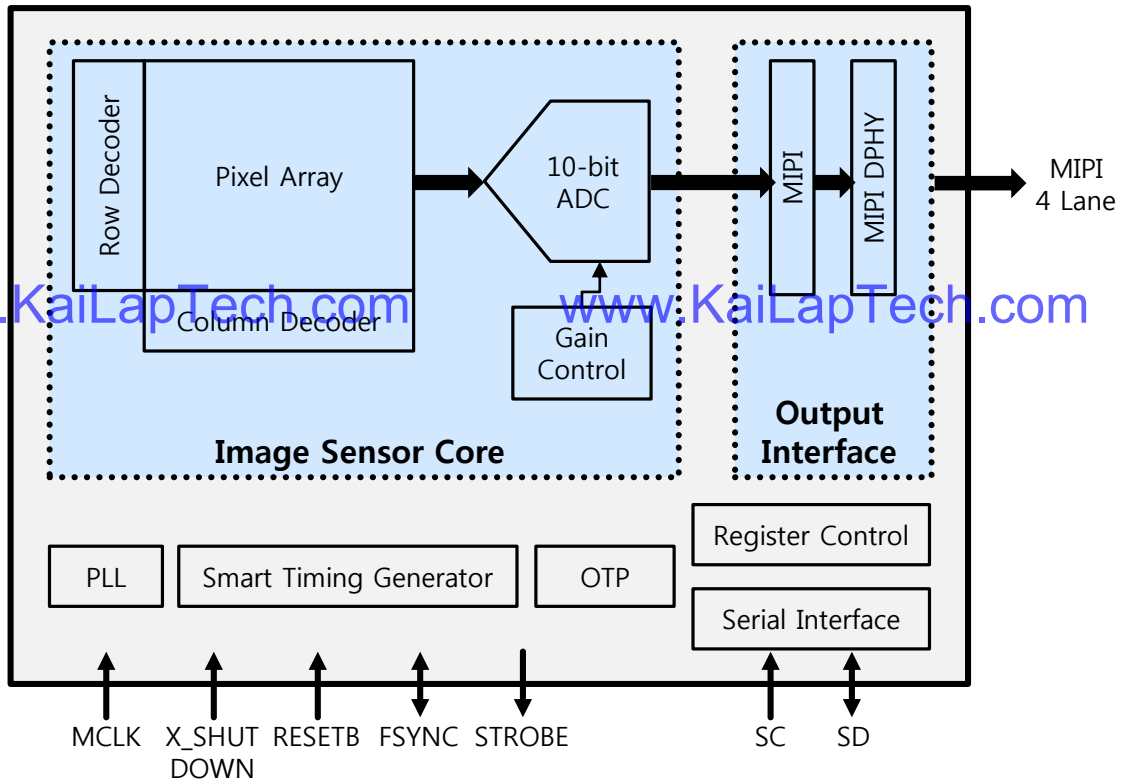 Row Decoder
Pixel Array
Column Decoder
10-bit
ADC
Gain
Control
Image Sensor Core
MIPI
MIPI DPHY
Output
Interface
MIPI
4 Lane
.KaiLapTech.com
www.KaiLapTech.com
PLL
Smart Timing Generator
OTP
Register Control
Serial Interface
MCLK
X_SHUT
DOWN
RESETB
FSYNC
STROBE
SC
SD